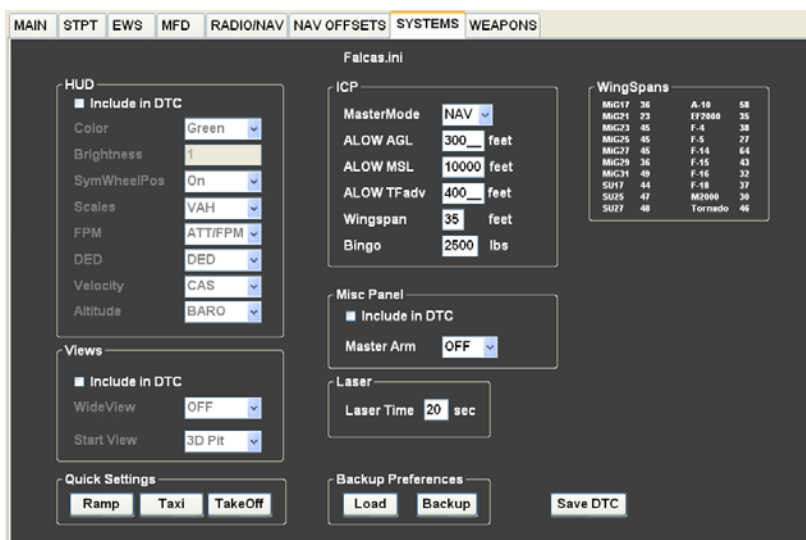 MAIN STPT EWS MFD RADIO/NAV NAV OFFSETS SYSTEMS WEAPONS
Falcas.ini
HUD
Include in DTC
Color Green
Brightness 1
SymWheelPos On
Scales VAH
FPM ATT/FPM
DED DED
Velocity CAS
Altitude BARO
Views
Include in DTC
WideView OFF
Start View 3D Pit
Quick Settings
Ramp Taxi TakeOff
ICP
MasterMode NAV
ALOW AGL 300__ feet
ALOW MSL 10000 feet
ALOW TFadv 400__ feet
Wingspan 35 feet
Bingo 2500 lbs
Misc Panel
Include in DTC
Master Arm OFF
Laser
Laser Time 20 sec
Backup Preferences
Load Backup
WingSpans
MiG17 36 A-10 58
MiG21 23 EF2000 35
MiG23 45 F-4 38
MiG25 45 F-5 27
MiG27 45 F-14 64
MiG29 36 F-15 43
MiG31 49 F-16 32
SU17 44 F-18 37
SU25 47 M2000 30
SU27 48 Tornado 46
Save DTC